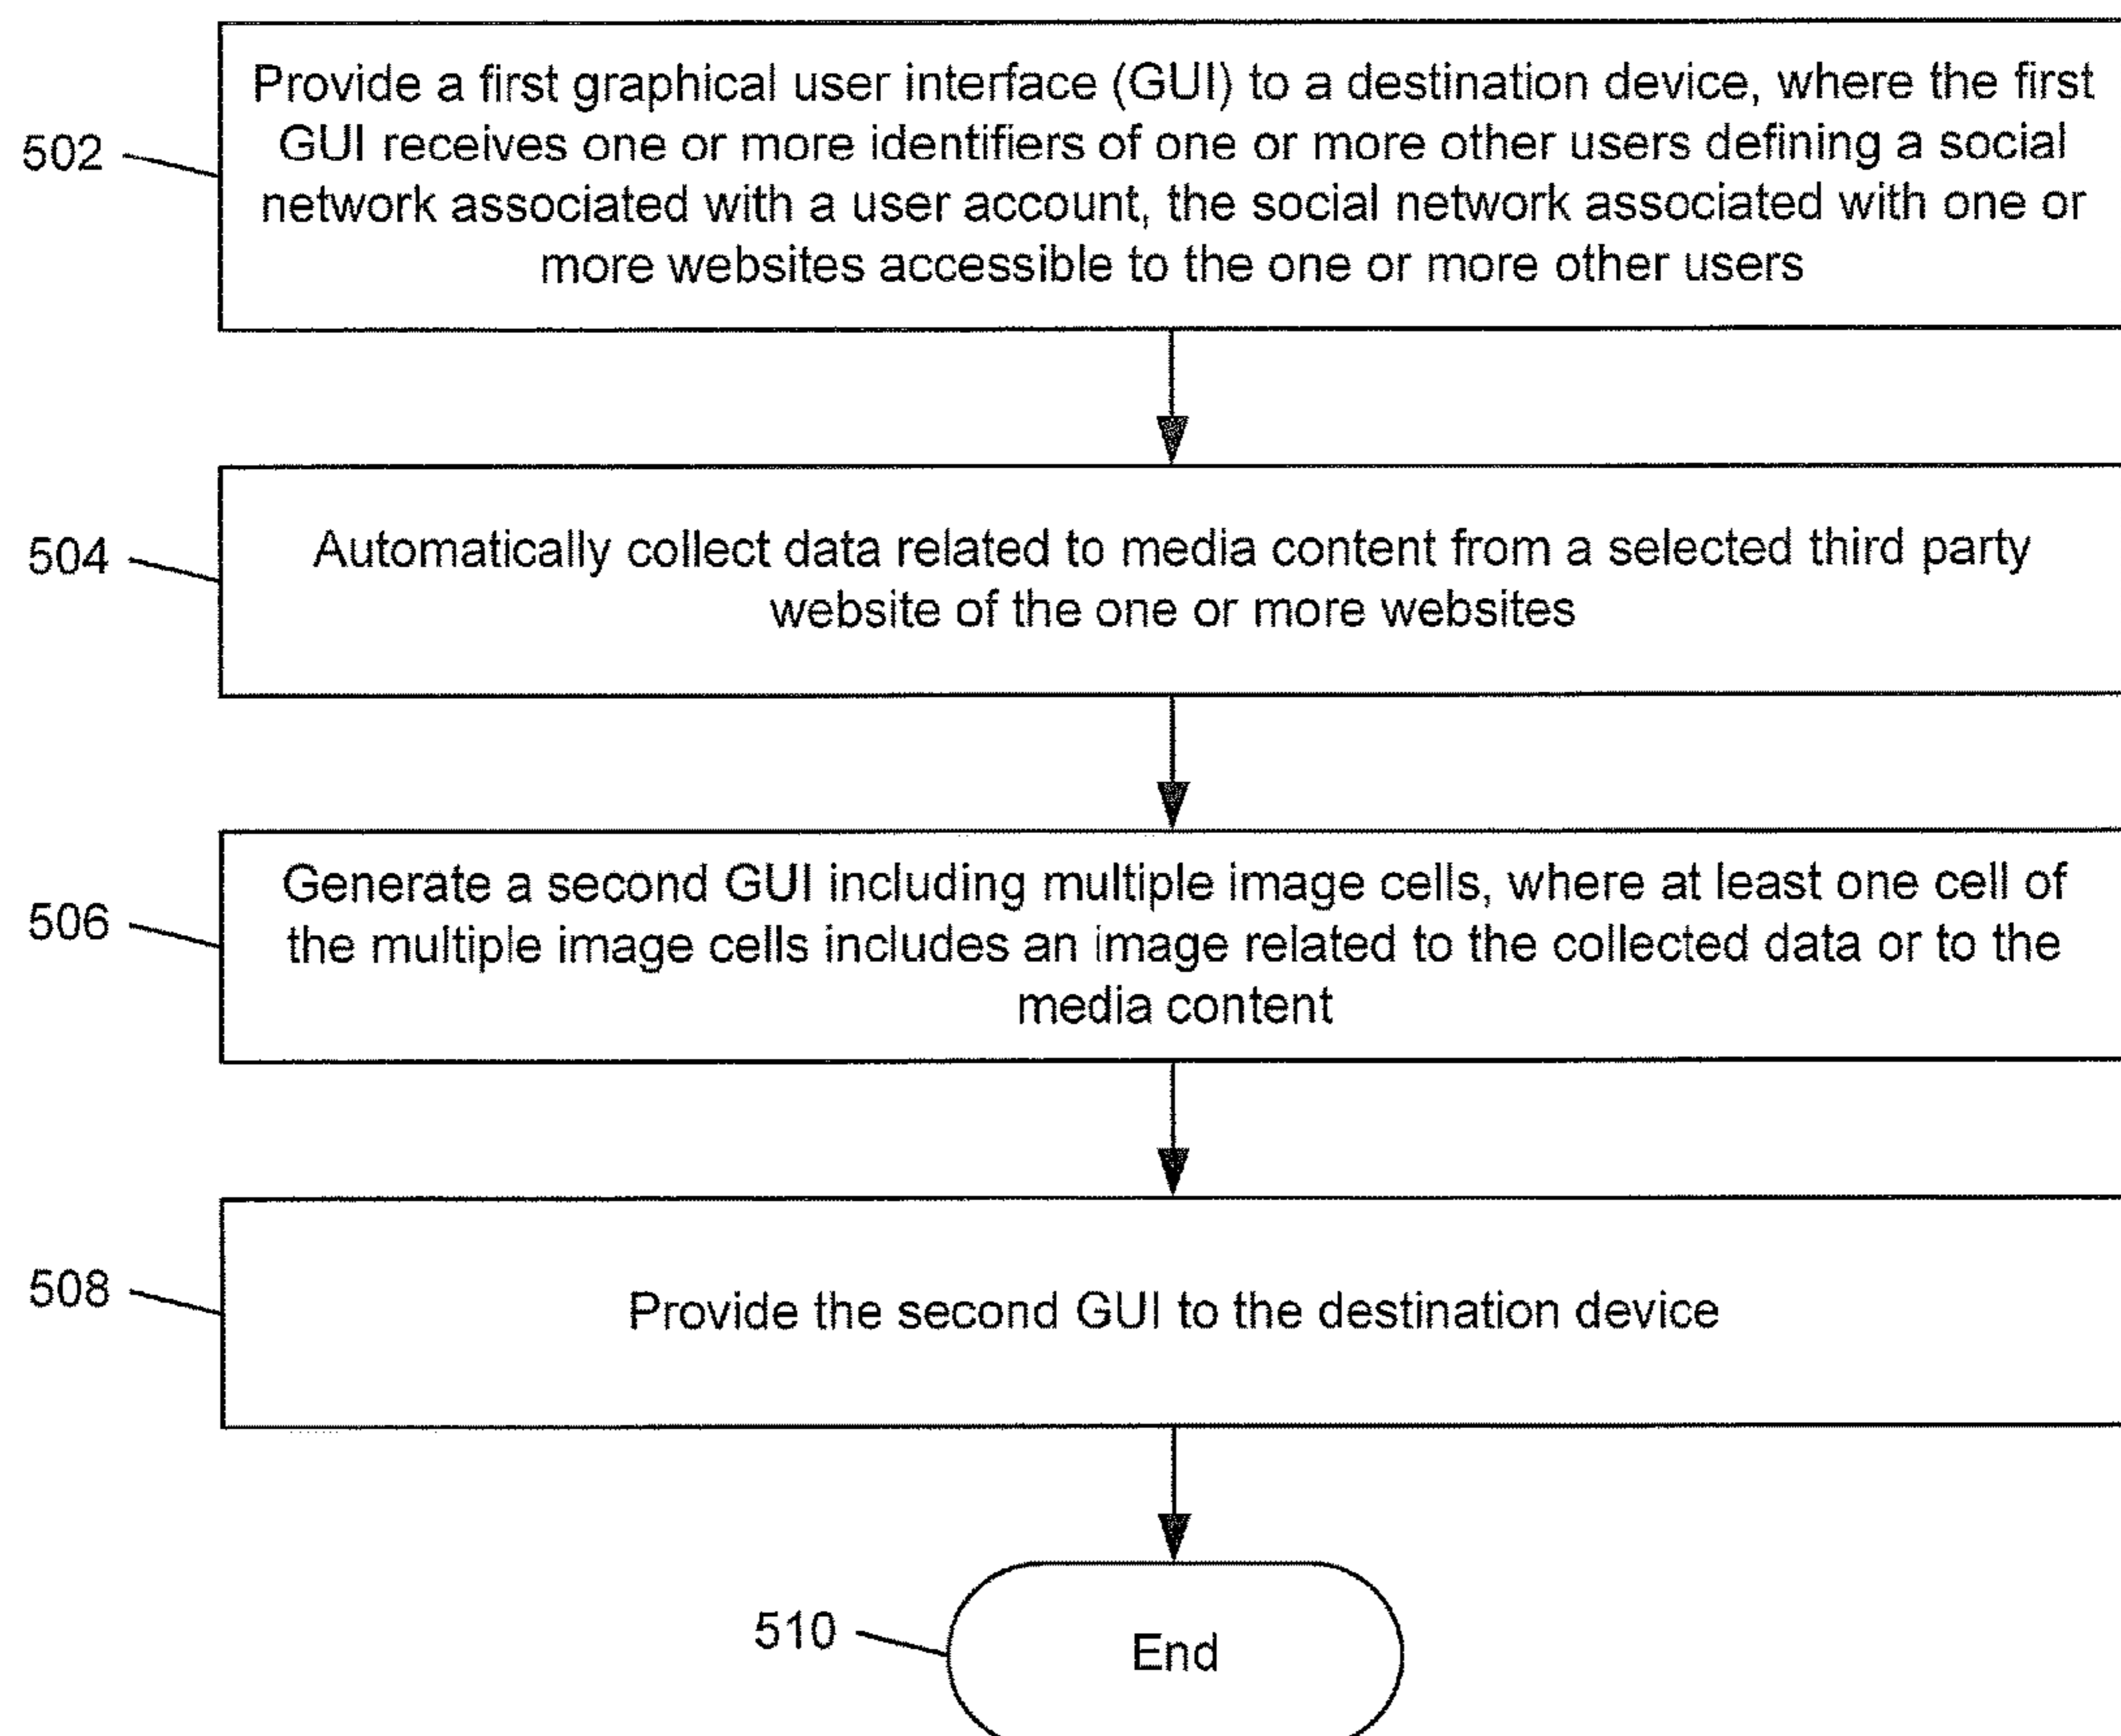 Provide a first graphical user interface (GUI) to a destination device, where the first
502
GUI receives one or more identifiers of one or more other users defining a social
network associated with a user account, the social network associated with one or
more websites accessible to the one or more other users
504
Automatically collect data related to media content from a selected third party
website of the one or more websites
506
Generate a second GUI including multiple image cells, where at least one cell of
the multiple image cells includes an image related to the collected data or to the
media content
508
Provide the second GUI to the destination device
510
End